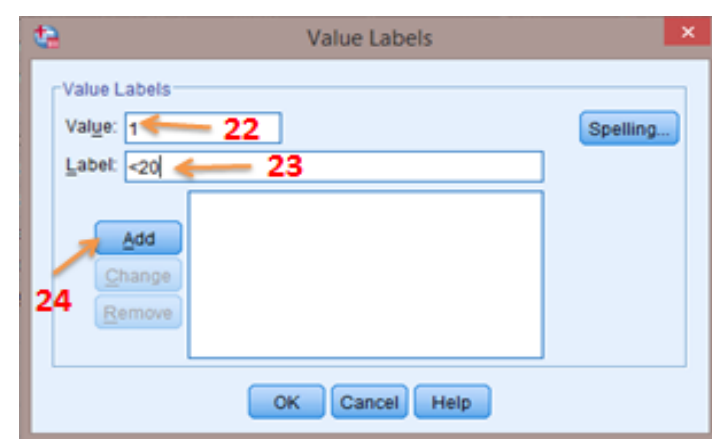 Value Labels
Value Labels
Value: 1 22
Spelling...
Label: <20 23
Add
Change
24
Remove
OK Cancel Help